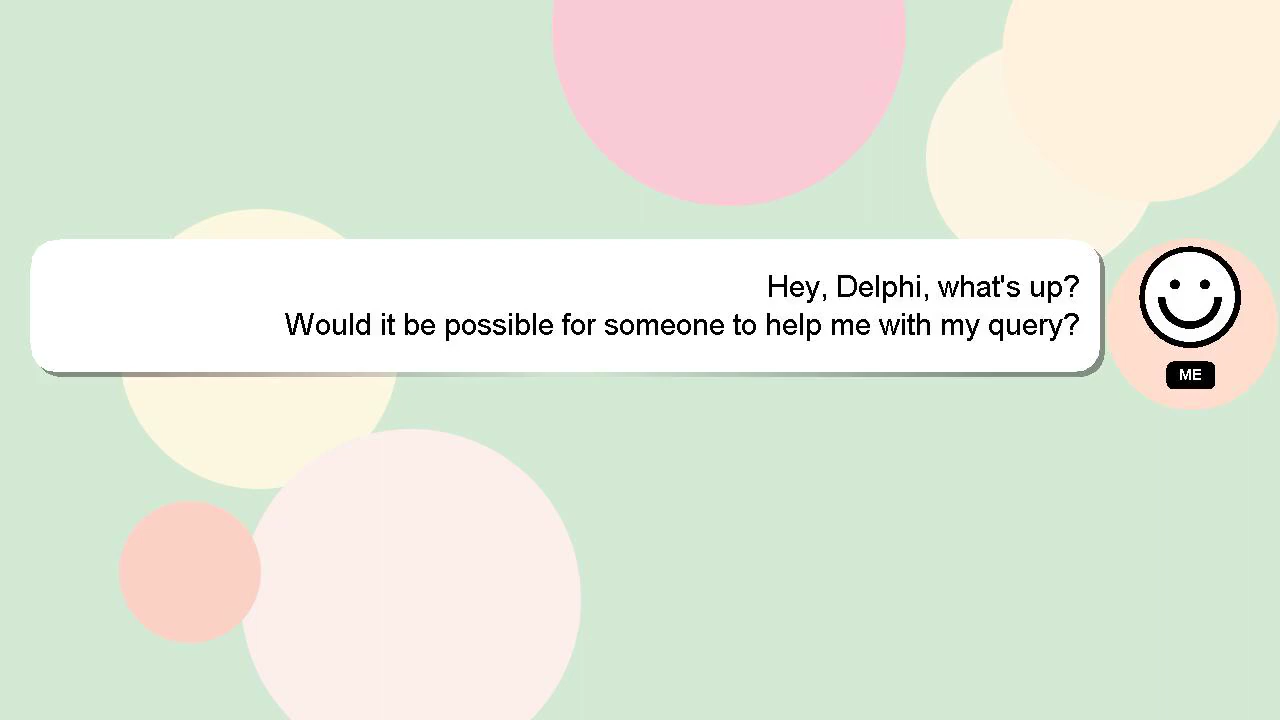 Hey, Delphi, what's up?
Would it be possible for someone to help me with my query?
ME